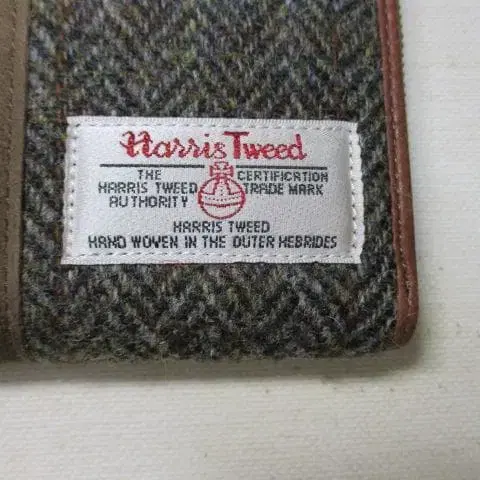 Harris Tweed
THE CERTIFICATION
HARRIS TWEED TRADE MARK
AUTHORITY
HARRIS TWEED
HAND WOVEN IN THE OUTER HEBRIDES